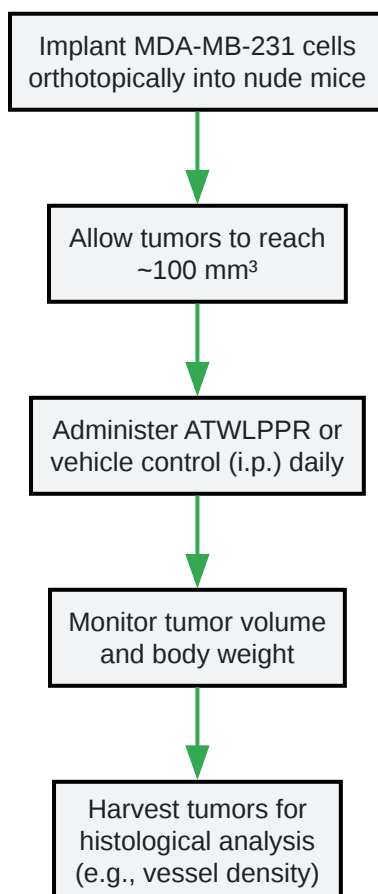 Implant MDA-MB-231 cells
orthotopically into nude mice
Allow tumors to reach
~100 mm³
Administer ATWLPPR or
vehicle control (i.p.) daily
Monitor tumor volume
and body weight
Harvest tumors for
histological analysis
(e.g., vessel density)